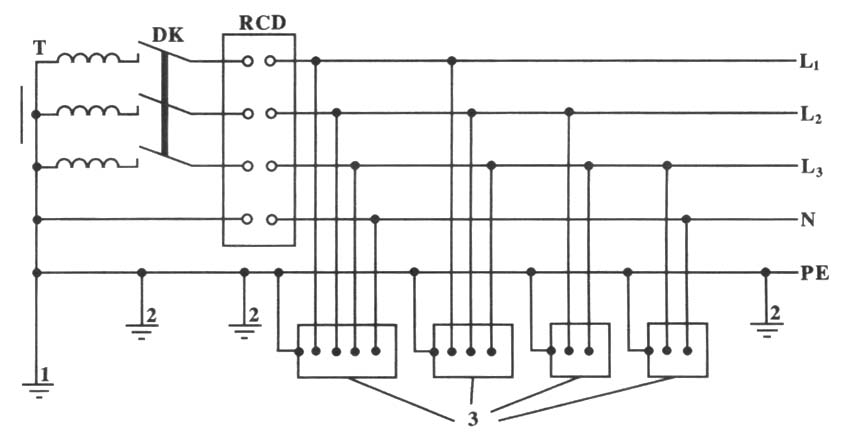 RCD
T DK
L₁
L₂
L₃
N
PE
2 2 2
1
3